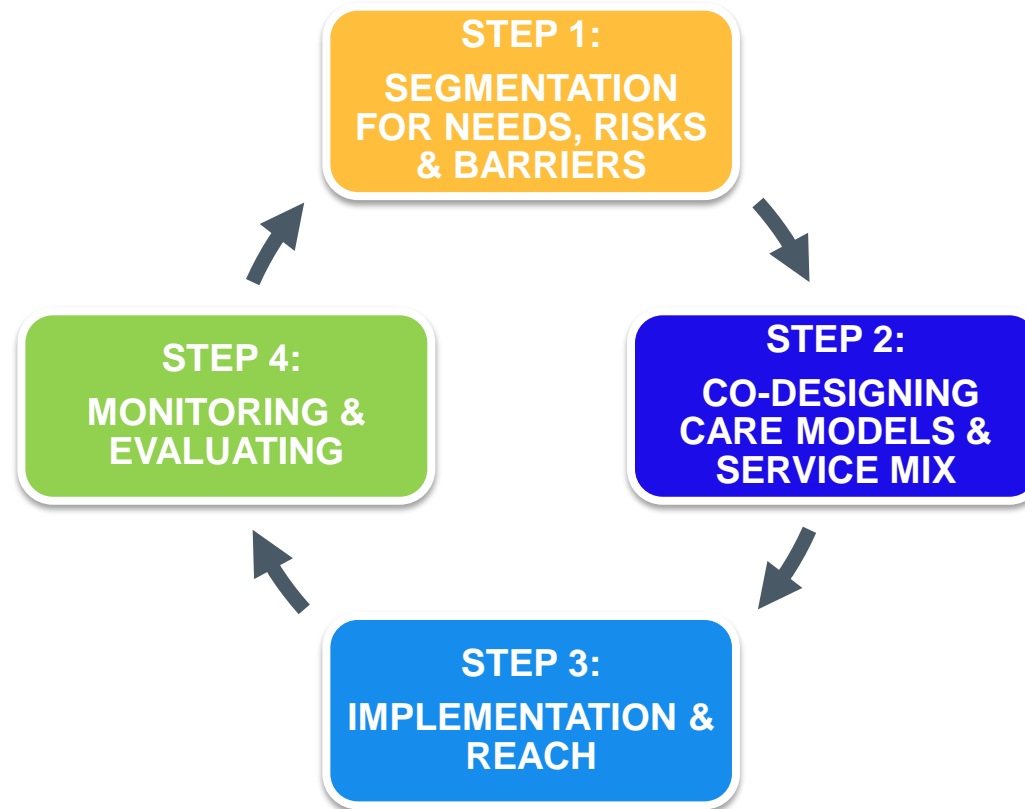 STEP 1:
SEGMENTATION
FOR NEEDS, RISKS
& BARRIERS
STEP 2:
CO-DESIGNING
CARE MODELS &
SERVICE MIX
STEP 3:
IMPLEMENTATION &
REACH
STEP 4:
MONITORING &
EVALUATING